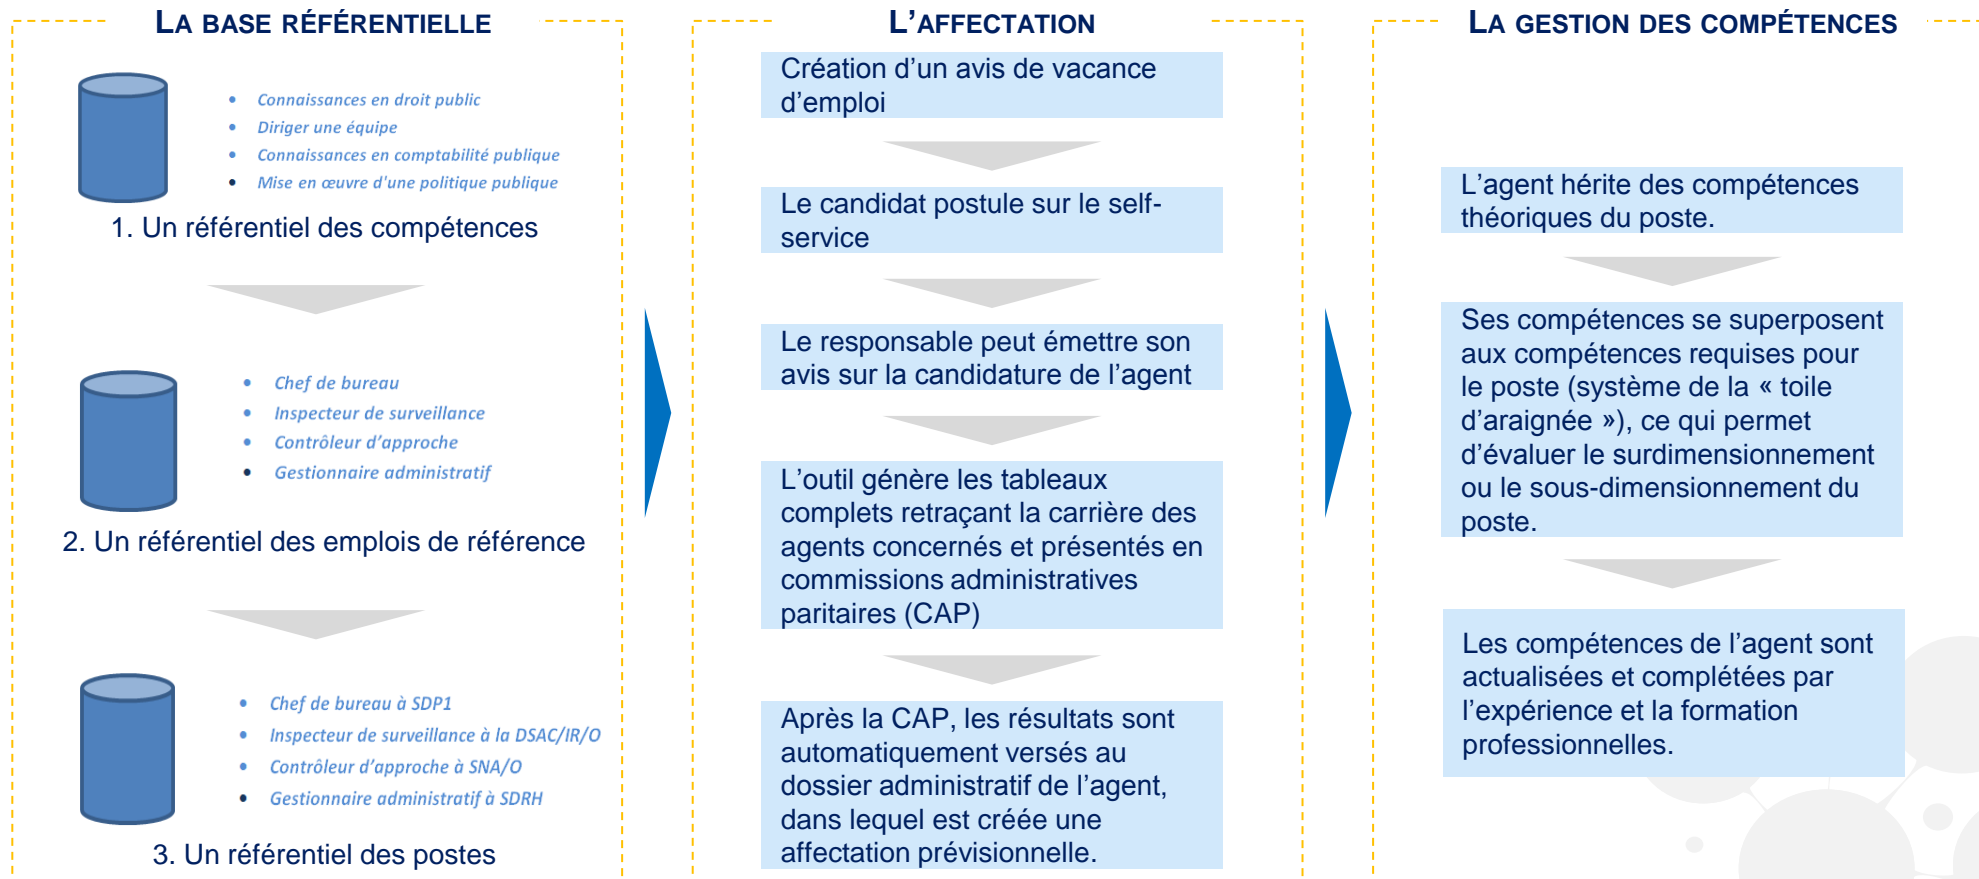 LA BASE RÉFÉRENTIELLE
• Connaissances en droit public
• Diriger une équipe
• Connaissances en comptabilité publique
• Mise en œuvre d'une politique publique
1. Un référentiel des compétences
• Chef de bureau
• Inspecteur de surveillance
• Contrôleur d’approche
• Gestionnaire administratif
2. Un référentiel des emplois de référence
• Chef de bureau à SDP1
• Inspecteur de surveillance à la DSAC/IR/O
• Contrôleur d’approche à SNA/O
• Gestionnaire administratif à SDRH
3. Un référentiel des postes
L’AFFECTATION
Création d’un avis de vacance
d’emploi
Le candidat postule sur le self-
service
Le responsable peut émettre son
avis sur la candidature de l’agent
L’outil génère les tableaux
complets retraçant la carrière des
agents concernés et présentés en
commissions administratives
paritaires (CAP)
Après la CAP, les résultats sont
automatiquement versés au
dossier administratif de l’agent,
dans lequel est créée une
affectation prévisionnelle.
LA GESTION DES COMPÉTENCES
L’agent hérite des compétences
théoriques du poste.
Ses compétences se superposent
aux compétences requises pour
le poste (système de la « toile
d’araignée »), ce qui permet
d’évaluer le surdimensionnement
ou le sous-dimensionnement du
poste.
Les compétences de l’agent sont
actualisées et complétées par
l’expérience et la formation
professionnelles.